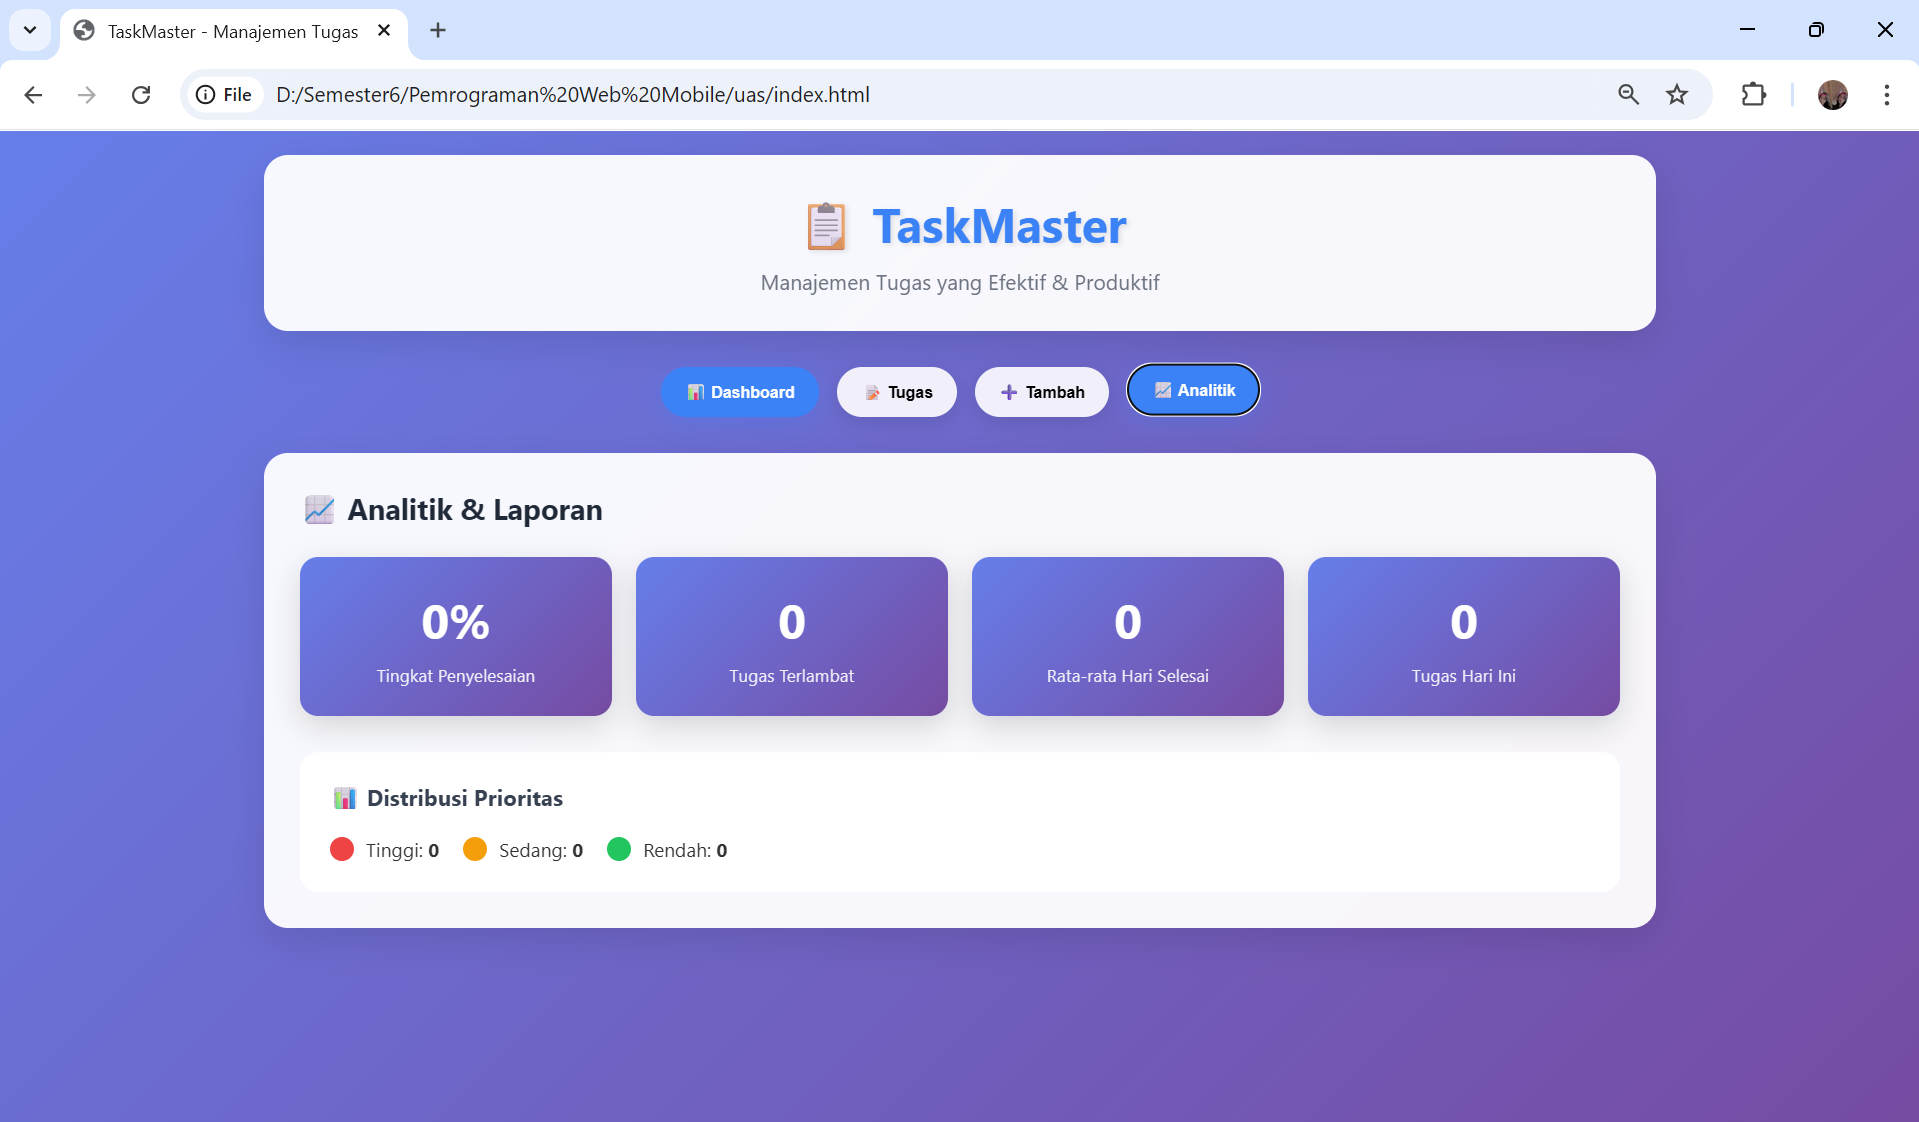 TaskMaster - Manajemen Tugas
File
D:/Semester6/Pemrograman%20Web%20Mobile/uas/index.html
TaskMaster
Manajemen Tugas yang Efektif & Produktif
Dashboard
Tugas
Tambah
Analitik
Analitik & Laporan
0%
Tingkat Penyelesaian
0
Tugas Terlambat
0
Rata-rata Hari Selesai
0
Tugas Hari Ini
Distribusi Prioritas
Tinggi: 0
Sedang: 0
Rendah: 0